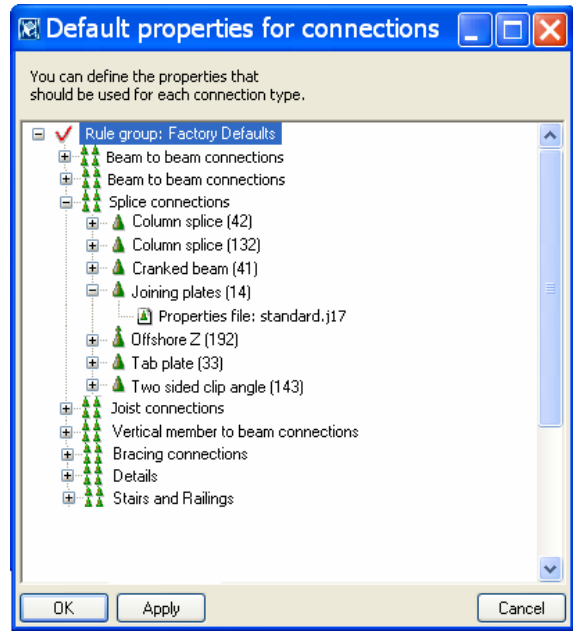 Default properties for connections
You can define the properties that
should be used for each connection type.
Rule group: Factory Defaults
Beam to beam connections
Beam to beam connections
Splice connections
Column splice (42)
Column splice (132)
Cranked beam (41)
Joining plates (14)
Properties file: standard.j17
Offshore Z (192)
Tab plate (33)
Two sided clip angle (143)
Joist connections
Vertical member to beam connections
Bracing connections
Details
Stairs and Railings
OK Apply Cancel